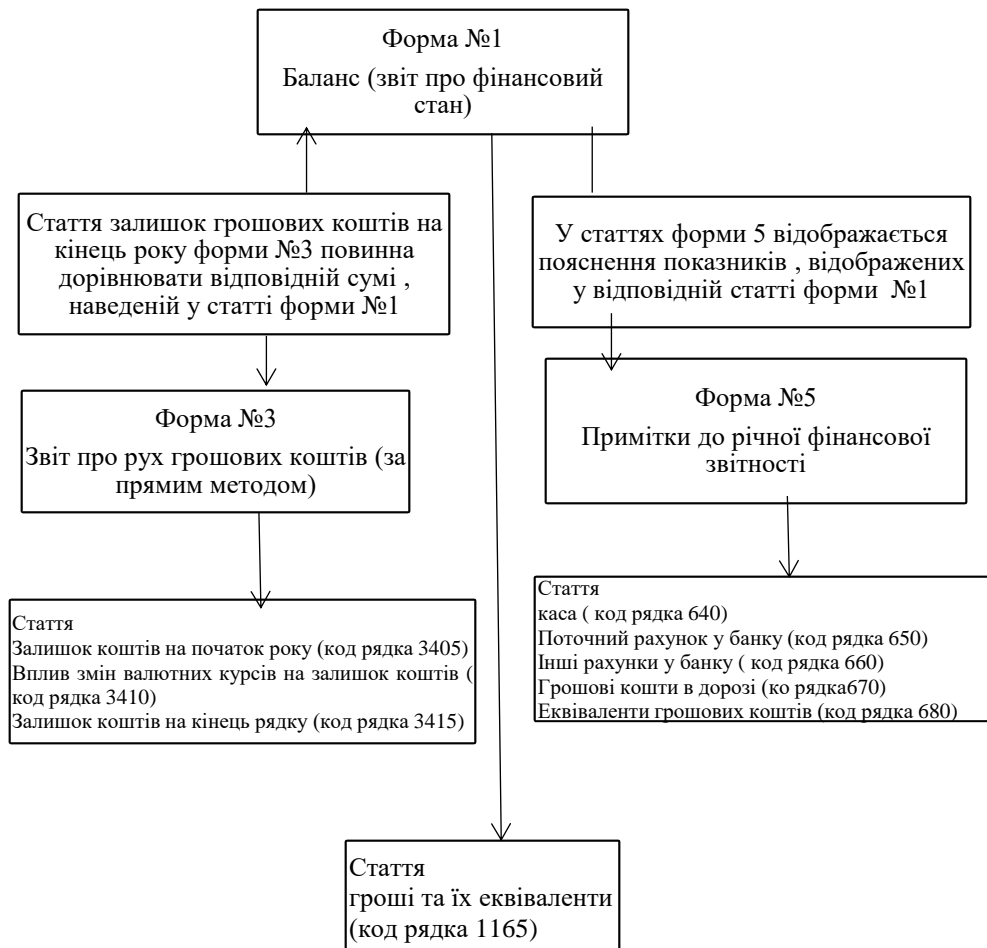 Форма №1
Баланс (звіт про фінансовий
стан)
Стаття залишок грошових коштів на
кінець року форми №3 повинна
дорівнювати відповідній сумі ,
наведеній у статті форми №1
У статтях форми 5 відображається
пояснення показників , відображених
у відповідній статті форми №1
Форма №3
Звіт про рух грошових коштів (за
прямим методом)
Форма №5
Примітки до річної фінансової
звітності
Стаття
Залишок коштів на початок року (код рядка 3405)
Вплив змін валютних курсів на залишок коштів (
код рядка 3410)
Залишок коштів на кінець рядку (код рядка 3415)
Стаття
каса ( код рядка 640)
Поточний рахунок у банку (код рядка 650)
Інші рахунки у банку ( код рядка 660)
Грошові кошти в дорозі (ко рядка670)
Еквіваленти грошових коштів (код рядка 680)
Стаття
гроші та їх еквіваленти
(код рядка 1165)